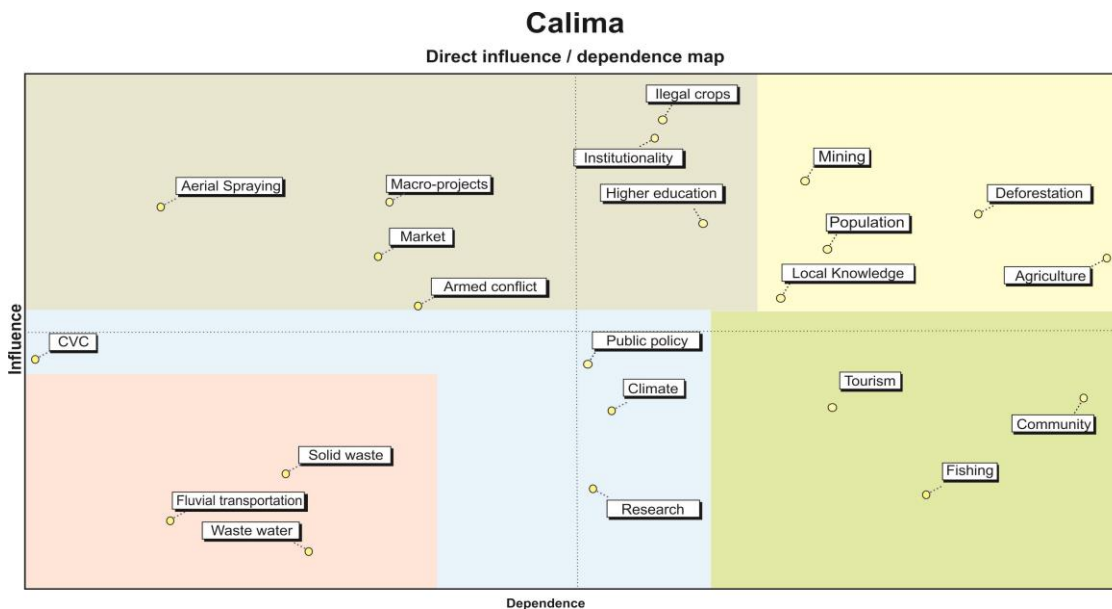 Calima
Direct influence / dependence map
Ilegal crops
Institutionality
Mining
Aerial Spraying
Macro-projects
Higher education
Deforestation
Population
Market
Local Knowledge
Agriculture
Armed conflict
Influence
CVC
Public policy
Climate
Tourism
Community
Solid waste
Fishing
Fluvial transportation
Research
Waste water
Dependence